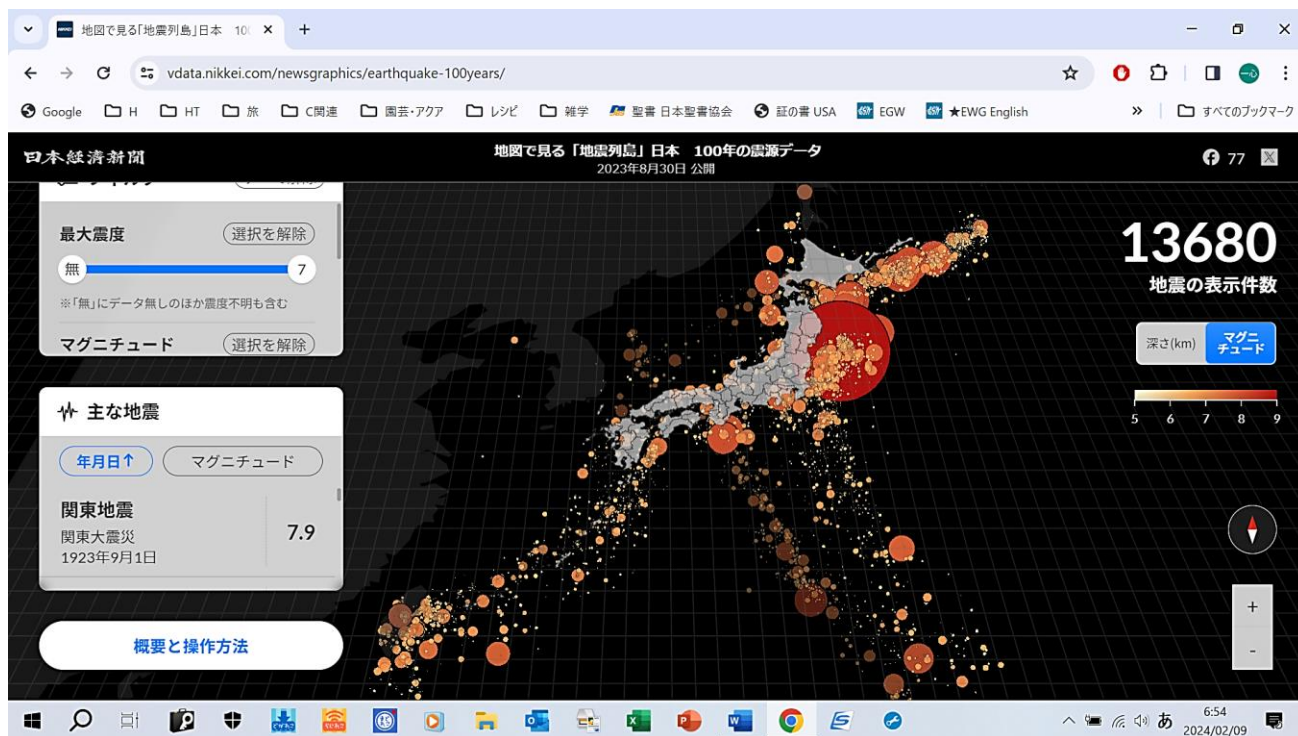 地図で見る「地震列島」日本 10
vdata.nikkei.com/newsgraphics/earthquake-100years/
Google H HT 旅 C関連 園芸・アクア レシピ 雑学 聖書 日本聖書協会 証の書 USA EGW ★EWG English » すべてのブックマーク
日本経済新聞
地図で見る「地震列島」日本 100年の震源データ
2023年8月30日 公開
77
最大震度 選択を解除
無 7
※「無」にデータ無しのほか震度不明も含む
マグニチュード 選択を解除
主な地震
年月日↑ マグニチュード
関東地震
関東大震災
1923年9月1日
7.9
概要と操作方法
13680
地震の表示件数
深さ(km) マグニ
チュード
5 6 7 8 9
+
-
あ
6:54
2024/02/09